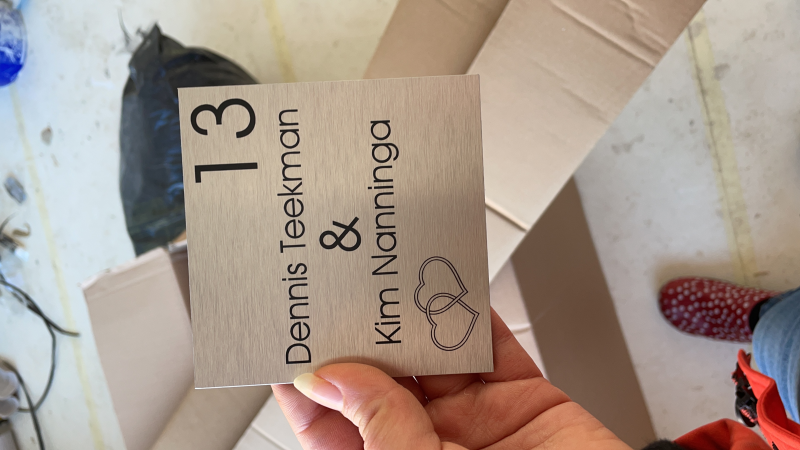 13
Dennis Teekman
&
Kim Nanninga